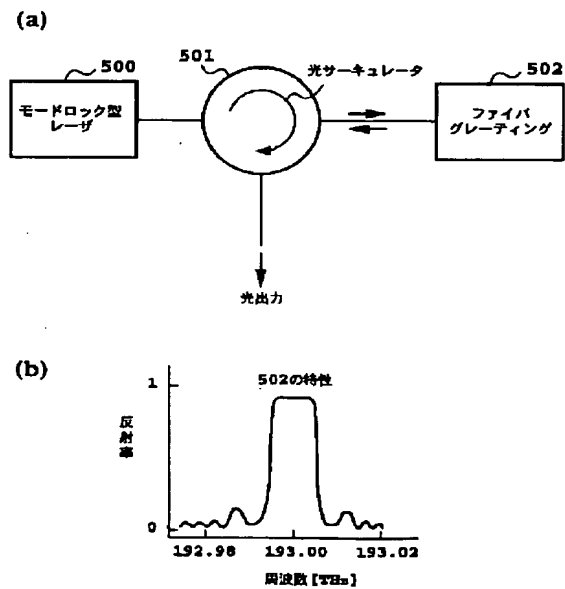 (a)
500
501
光サーキュレータ
502
モードロック型
レーザ
ファイバ
グレーティング
光出力
(b)
502の特性
1
反射率
0
192.98 193.00 193.02
周波数[THz]